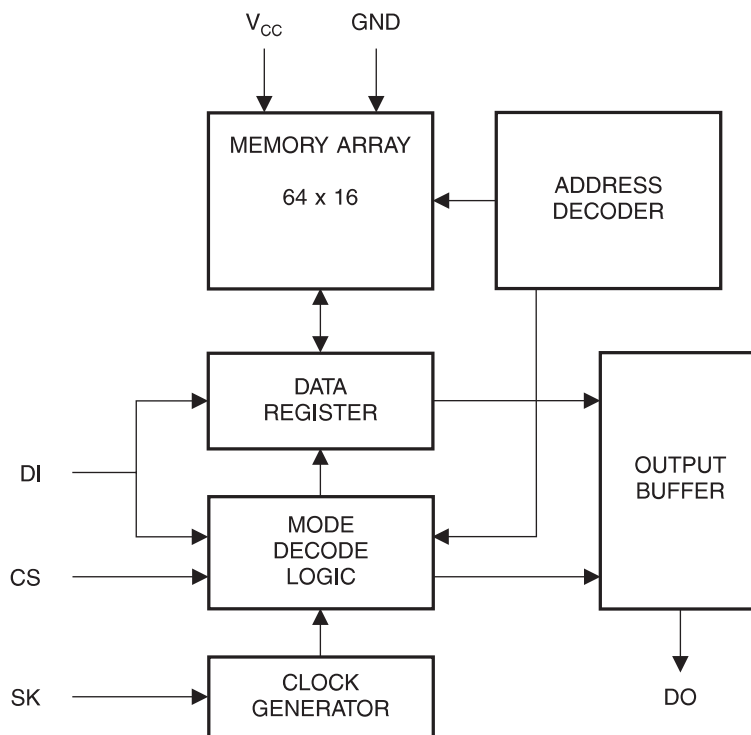 V_CC
GND
MEMORY ARRAY
64 x 16
ADDRESS
DECODER
DATA
REGISTER
DI
OUTPUT
BUFFER
MODE
DECODE
LOGIC
CS
CLOCK
GENERATOR
SK
DO